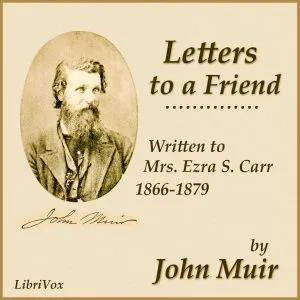 Letters
to a Friend
Written to
Mrs. Ezra S. Carr
1866-1879
John Muir
by
John Muir
LibriVox